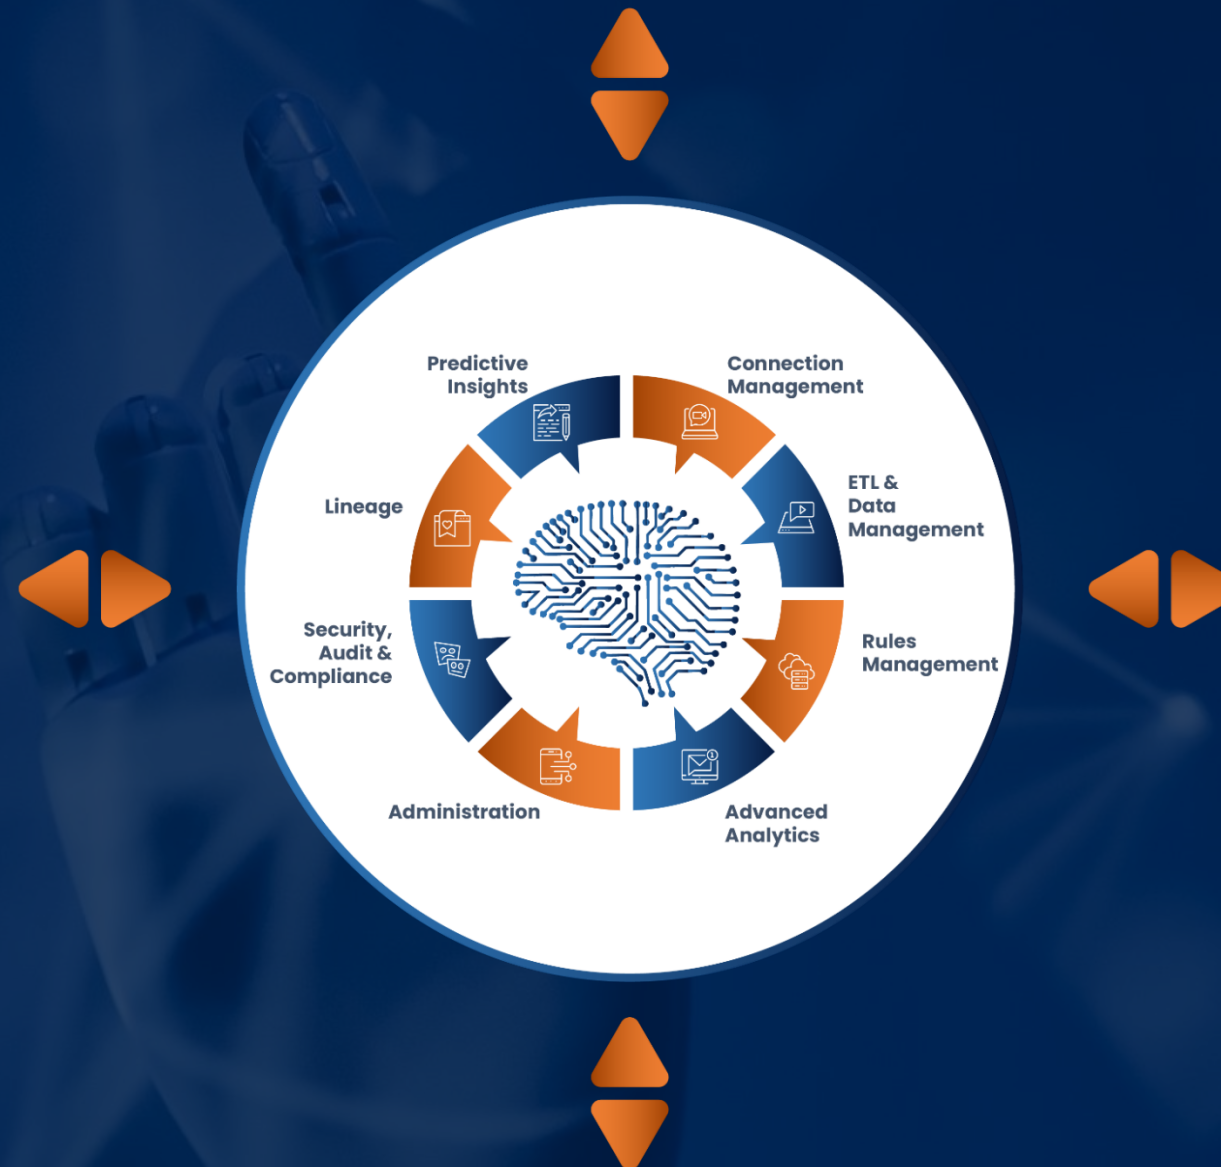 Predictive
Insights
Connection
Management
ETL &
Data
Management
Lineage
Rules
Management
Security,
Audit &
Compliance
Administration
Advanced
Analytics